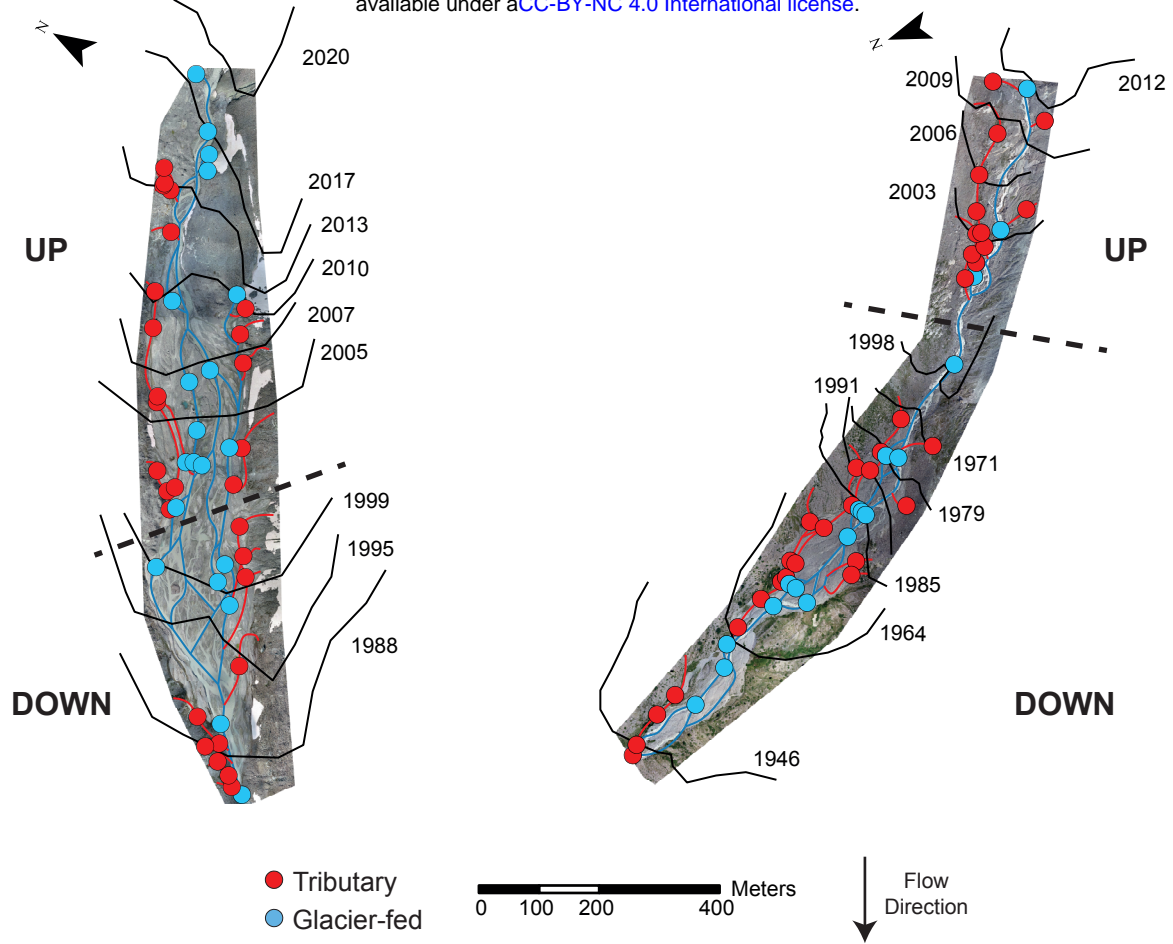 available under aCC-BY-NC 4.0 International license.
N
N
2020
2009
2012
2006
2017
2003
2013
UP
UP
2010
2007
2005
1998
1991
1971
1999
1979
1995
1985
1964
1988
DOWN
DOWN
1946
Tributary
Glacier-fed
Meters
0 100 200 400
Flow
Direction